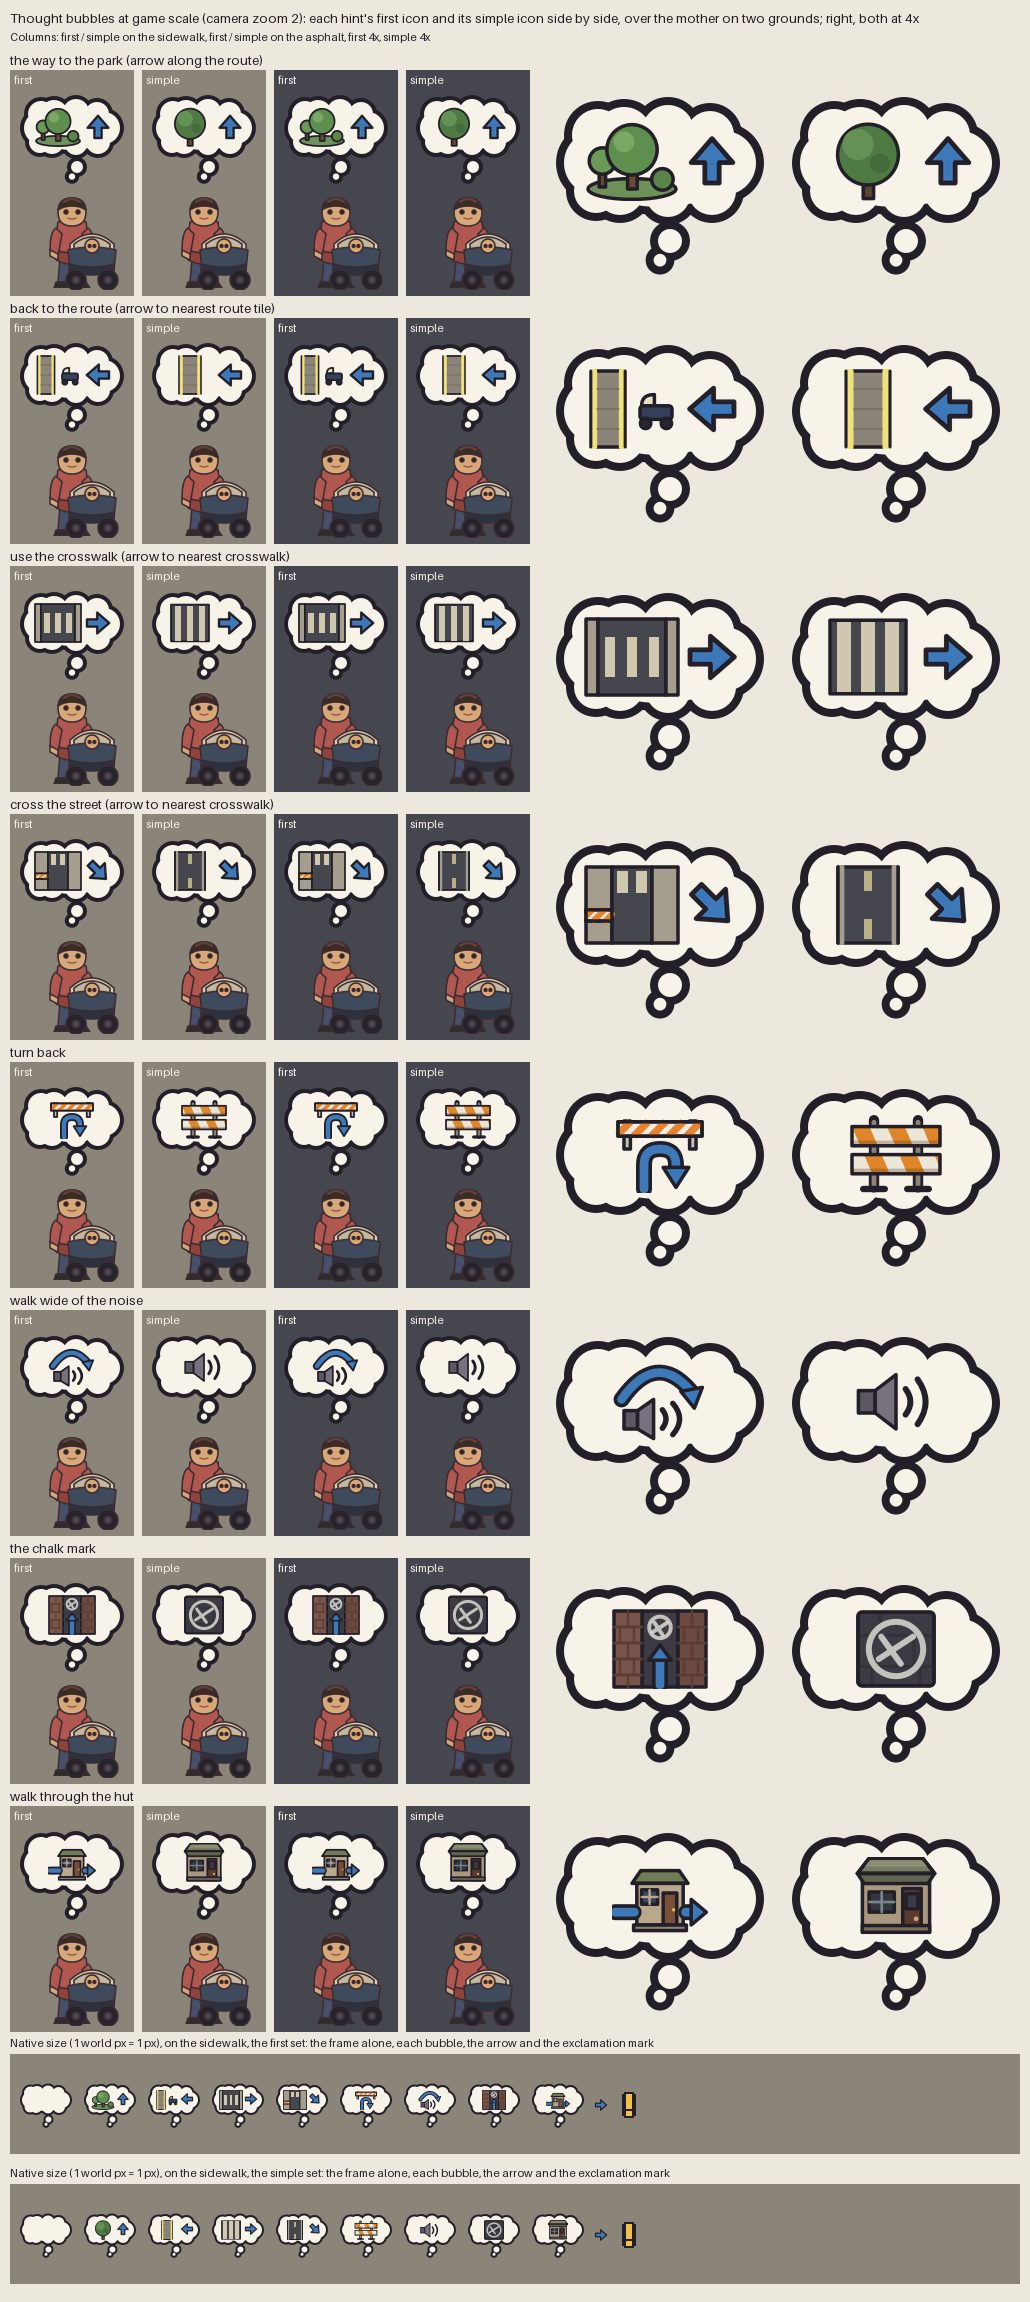 Thought bubbles at game scale (camera zoom 2): each hint's first icon and its simple icon side by side, over the mother on two grounds; right, both at 4x
Columns: first / simple on the sidewalk, first / simple on the asphalt, first 4x, simple 4x
the way to the park (arrow along the route)
first simple first simple
back to the route (arrow to nearest route tile)
first simple first simple
use the crosswalk (arrow to nearest crosswalk)
first simple first simple
cross the street (arrow to nearest crosswalk)
first simple first simple
turn back
first simple first simple
walk wide of the noise
first simple first simple
the chalk mark
first simple first simple
walk through the hut
first simple first simple
Native size (1 world px = 1 px), on the sidewalk, the first set: the frame alone, each bubble, the arrow and the exclamation mark
Native size (1 world px = 1 px), on the sidewalk, the simple set: the frame alone, each bubble, the arrow and the exclamation mark